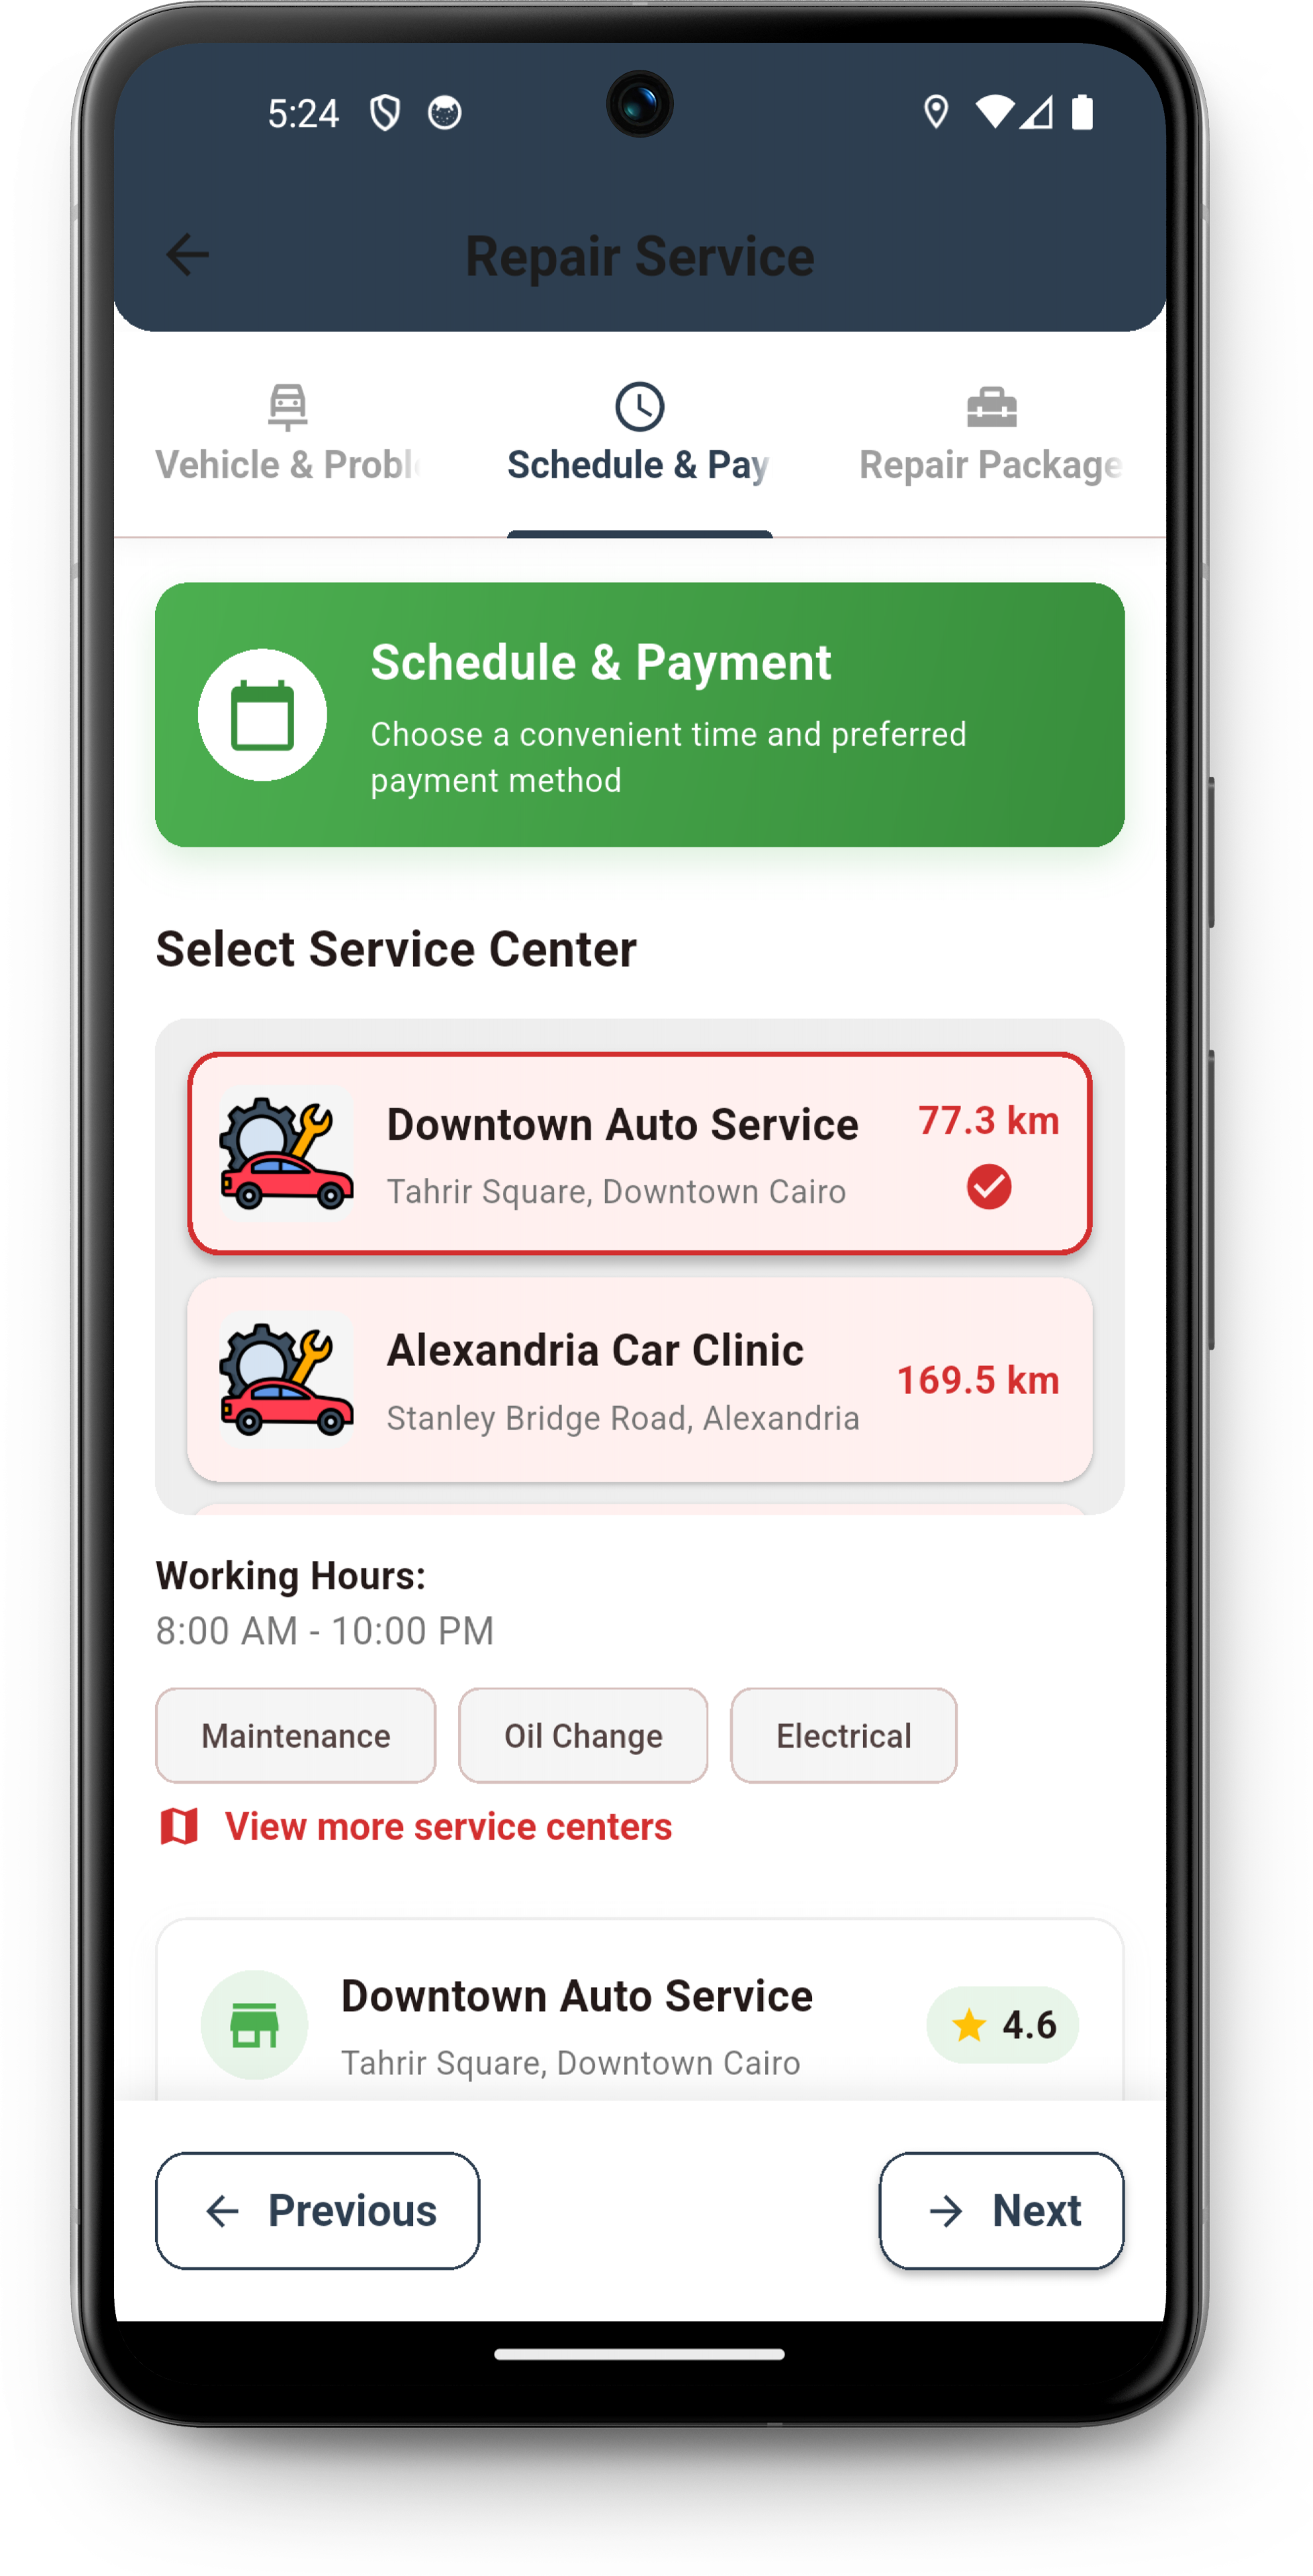 5:24
Repair Service
Vehicle & Probl
Schedule & Pay
Repair Package
Schedule & Payment
Choose a convenient time and preferred
payment method
Select Service Center
Downtown Auto Service
77.3 km
Tahrir Square, Downtown Cairo
Alexandria Car Clinic
169.5 km
Stanley Bridge Road, Alexandria
Working Hours:
8:00 AM - 10:00 PM
Maintenance
Oil Change
Electrical
View more service centers
Downtown Auto Service
4.6
Tahrir Square, Downtown Cairo
Previous
Next